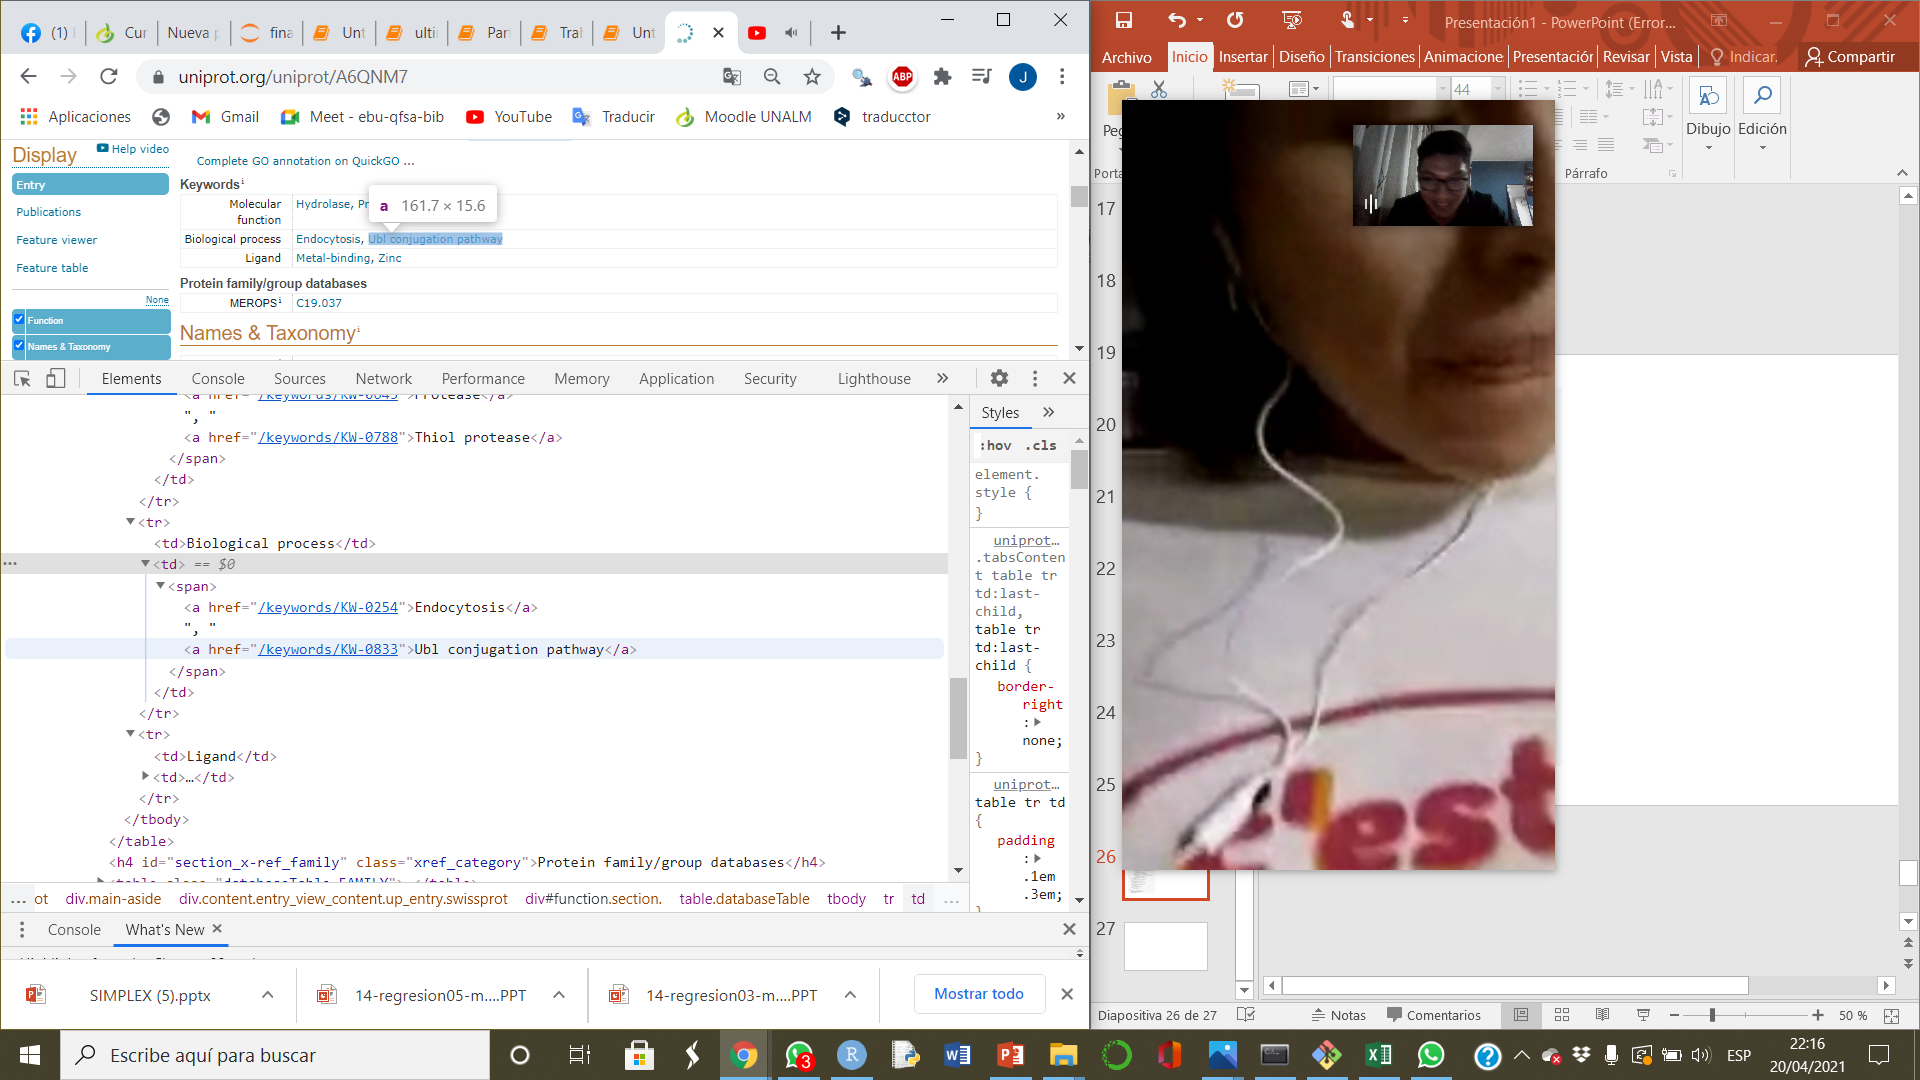 (1)
Cur
Nueva p
fina
Unt
ulti
Par
Tral
Unt
uniprot.org/uniprot/A6QNM7
ABP
J
Aplicaciones
Gmail
Meet - ebu-qfsa-bib
YouTube
Traducir
Moodle UNALM
traducctor
»
Display
Help video
Entry
Publications
Feature viewer
Feature table
None
Function
Names & Taxonomy
Complete GO annotation on QuickGO ...
Keywords
a 161.7 × 15.6
Molecular function
Hydrolase, Pr
Biological process
Endocytosis, Ubl conjugation pathway
Ligand
Metal-binding, Zinc
Protein family/group databases
MEROPS
C19.037
Names & Taxonomy
Elements
Console
Sources
Network
Performance
Memory
Application
Security
Lighthouse
»
", "
<a href="/keywords/KW-0788">Thiol protease</a>
</span>
</td>
</tr>
<tr>
<td>Biological process</td>
<td> == $0
<span>
<a href="/keywords/KW-0254">Endocytosis</a>
", "
<a href="/keywords/KW-0833">Ubl conjugation pathway</a>
</span>
</td>
</tr>
<tr>
<td>Ligand</td>
<td>…</td>
</tr>
</tbody>
</table>
<h4 id="section_x-ref_family" class="xref_category">Protein family/group databases</h4>
Styles
»
:hov .cls
element.
style {
}
uniprot…
.tabsConten
t table tr
td:last-
child,
table tr
td:last-
child {
border-
right
:
none;
}
uniprot…
table tr td
{
padding
:
.1em
.3em;
... ot div.main-aside div.content.entry_view_content.up_entry.swissprot div#function.section. table.databaseTable tbody tr td ...
Console
What's New
SIMPLEX (5).pptx
14-regresion05-m....PPT
14-regresion03-m....PPT
Mostrar todo
Presentación1 - PowerPoint (Error...
Archivo
Inicio
Insertar
Diseño
Transiciones
Animacione
Presentación
Revisar
Vista
Indicar.
Compartir
44
Peg
Porta
Dibujo
Edición
Párrafo
17
18
19
20
21
22
23
24
25
26
27
est
Diapositiva 26 de 27
Notas
Comentarios
50 %
Escribe aquí para buscar
3
R
ESP
22:16
20/04/2021